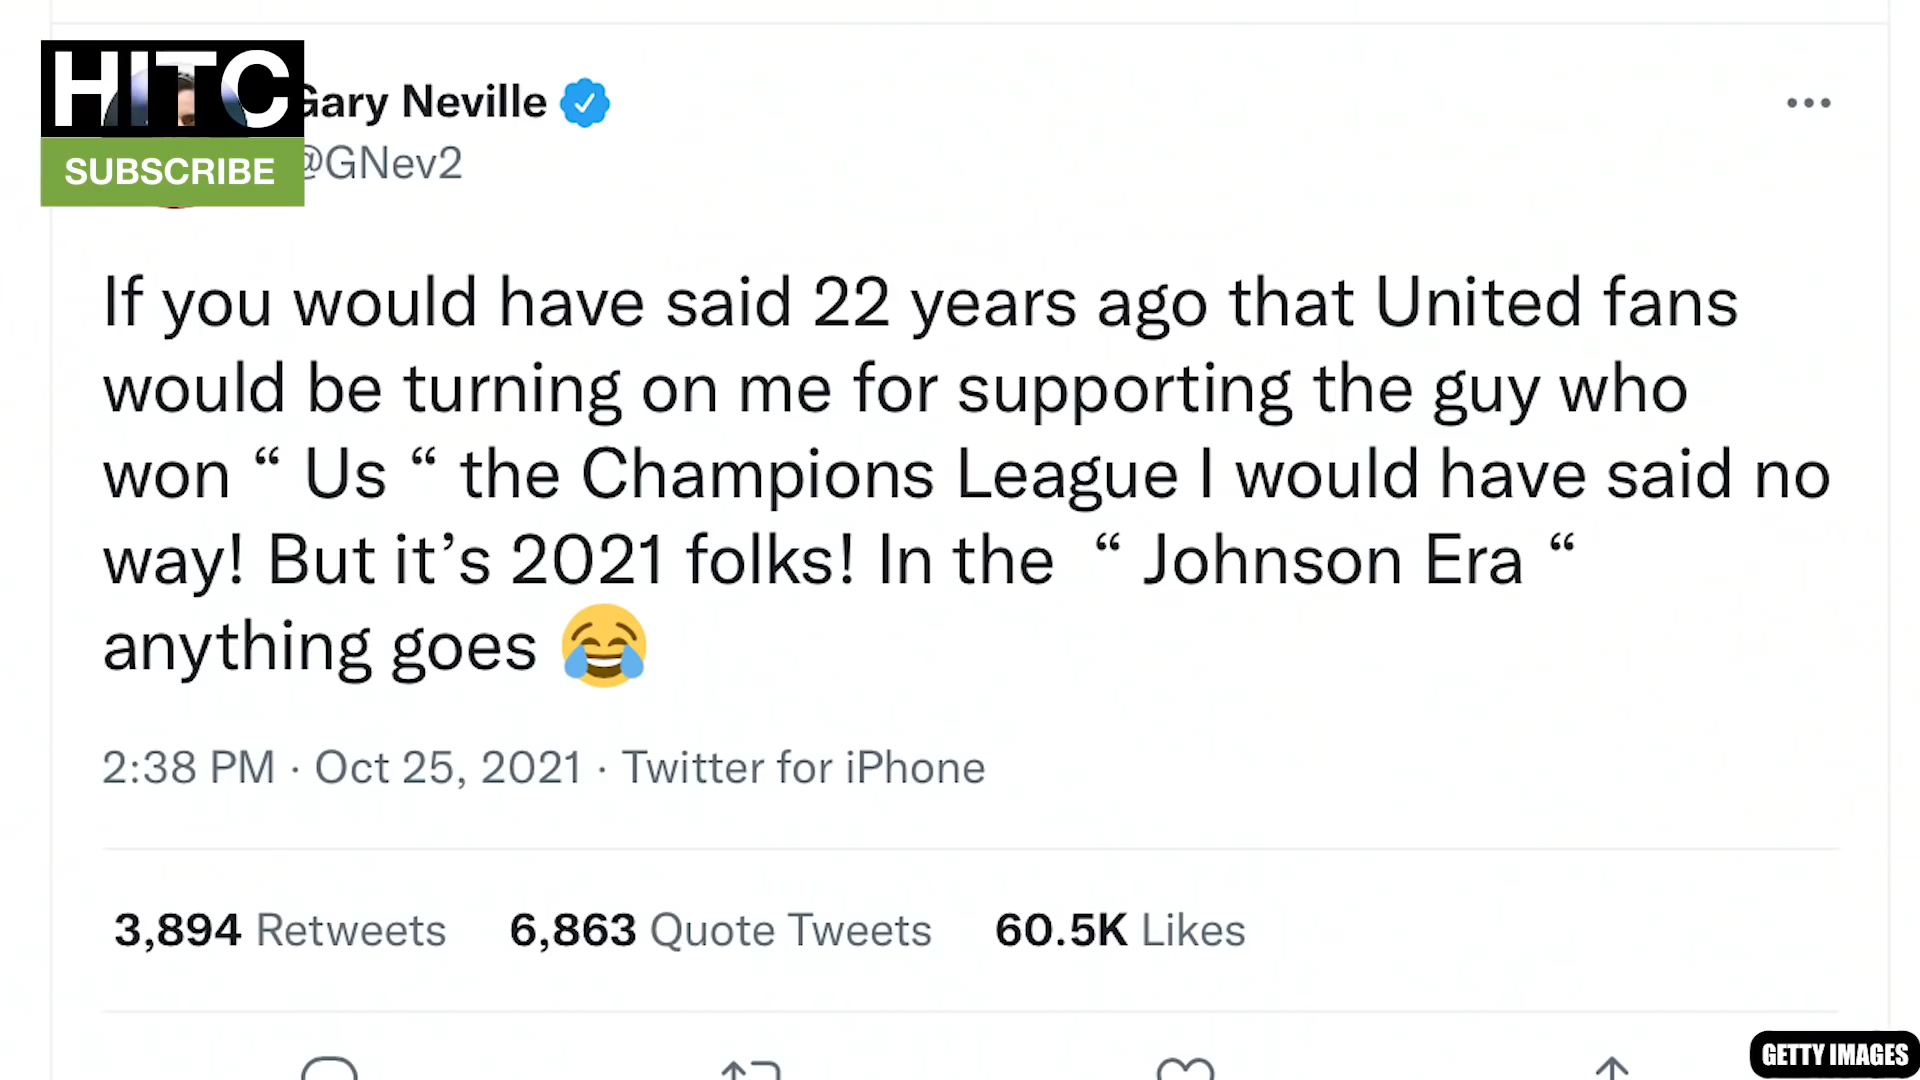 HITC
SUBSCRIBE
Gary Neville
@GNev2
If you would have said 22 years ago that United fans
would be turning on me for supporting the guy who
won “ Us “ the Champions League I would have said no
way! But it’s 2021 folks! In the “ Johnson Era “
anything goes 😂
2:38 PM · Oct 25, 2021 · Twitter for iPhone
3,894 Retweets 6,863 Quote Tweets 60.5K Likes
GETTY IMAGES